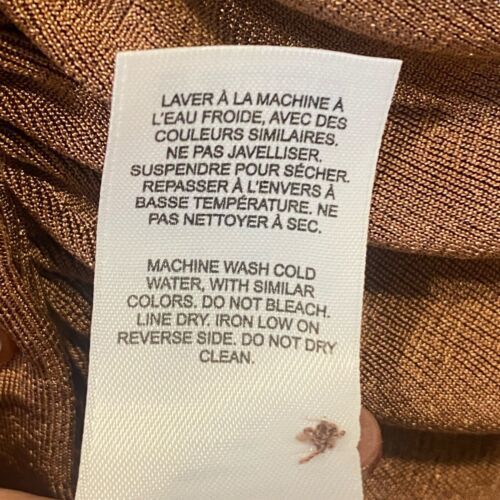 LAVER À LA MACHINE À
L'EAU FROIDE, AVEC DES
COULEURS SIMILAIRES.
NE PAS JAVELLISER.
SUSPENDRE POUR SÉCHER.
REPASSER À L'ENVERS À
BASSE TEMPÉRATURE. NE
PAS NETTOYER À SEC.
MACHINE WASH COLD
WATER, WITH SIMILAR
COLORS. DO NOT BLEACH.
LINE DRY. IRON LOW ON
REVERSE SIDE. DO NOT DRY
CLEAN.